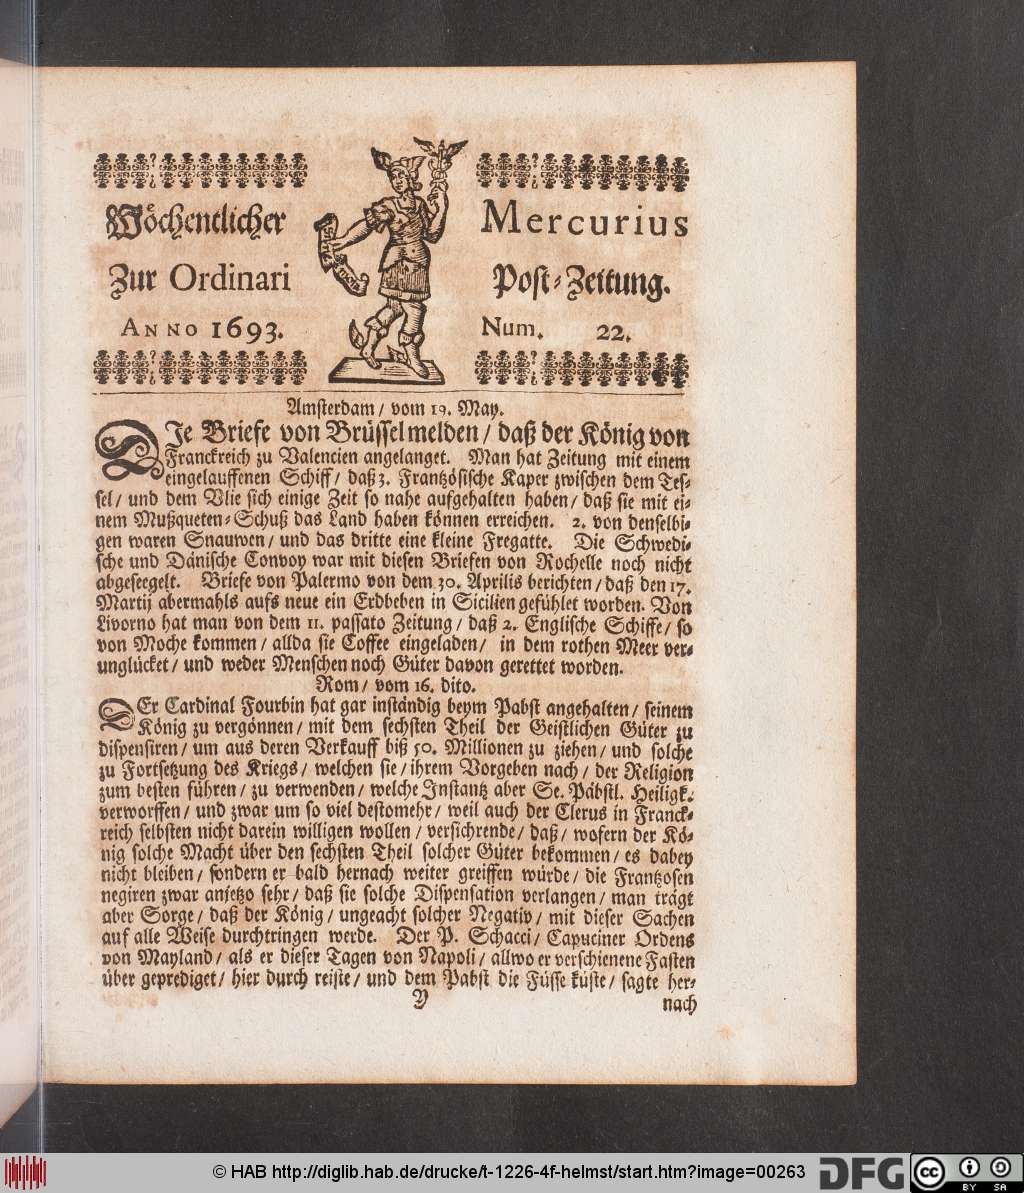 Wöchentlicher Mercurius
Zur Ordinari Post-Zeitung.
ANNO 1693. Num. 22.
Amsterdam / vom 19. May.
DJe Briefe von Brüssel melden / daß der König von
Franckreich zu Valencien angelanget. Man hat Zeitung mit einem
eingelauffenen Schiff / daß 3. Frantzösische Kaper zwischen dem Tes-
sel / und dem Vlie sich einige Zeit so nahe aufgehalten haben / daß sie mit ei-
nem Mußqueten-Schuß das Land haben können erreichen. 2. von denselbi-
gen waren Snauwen / und das dritte eine kleine Fregatte. Die Schwedi-
sche und Dänische Convoy war mit diesen Briefen von Rochelle noch nicht
abgeseegelt. Briefe von Palermo von dem 30. Aprilis berichten / daß den 17.
Martij abermahls aufs neue ein Erdbeben in Sicilien gefühlet worden. Von
Livorno hat man von dem 11. passato Zeitung / daß 2. Englische Schiffe / so
von Moche kommen / allda sie Coffee eingeladen / in dem rothen Meer ver-
unglücket / und weder Menschen noch Güter davon gerettet worden.
Rom / vom 16. dito.
DEr Cardinal Fourbin hat gar inständig beym Pabst angehalten / seinem
König zu vergönnen / mit dem sechsten Theil der Geistlichen Güter zu
dispensiren / um aus deren Verkauff biß 50. Millionen zu ziehen / und solche
zu Fortsetzung des Kriegs / welchen sie / ihrem Vorgeben nach / der Religion
zum besten führen / zu verwenden / welche Instantz aber Se. Päbstl. Heiligk.
verworffen / und zwar um so viel destomehr / weil auch der Clerus in Franck-
reich selbsten nicht darein willigen wollen / versichrende / daß / wofern der Kö-
nig solche Macht über den sechsten Theil solcher Güter bekommen / es dabey
nicht bleiben / sondern er bald hernach weiter greiffen würde / die Frantzosen
negiren zwar anjetzo sehr / daß sie solche Dispensation verlangen / man trägt
aber Sorge / daß der König / ungeacht solcher Negativ / mit dieser Sachen
auf alle Weise durchtringen werde. Der P. Schacci / Capuciner Ordens
von Mayland / als er dieser Tagen von Napoli / allwo er verschienene Fasten
über geprediget / hier durch reiste / und dem Pabst die Füsse küste / sagte her-
Y nach
© HAB http://diglib.hab.de/drucke/t-1226-4f-helmst/start.htm?image=00263
DFG
cc BY SA